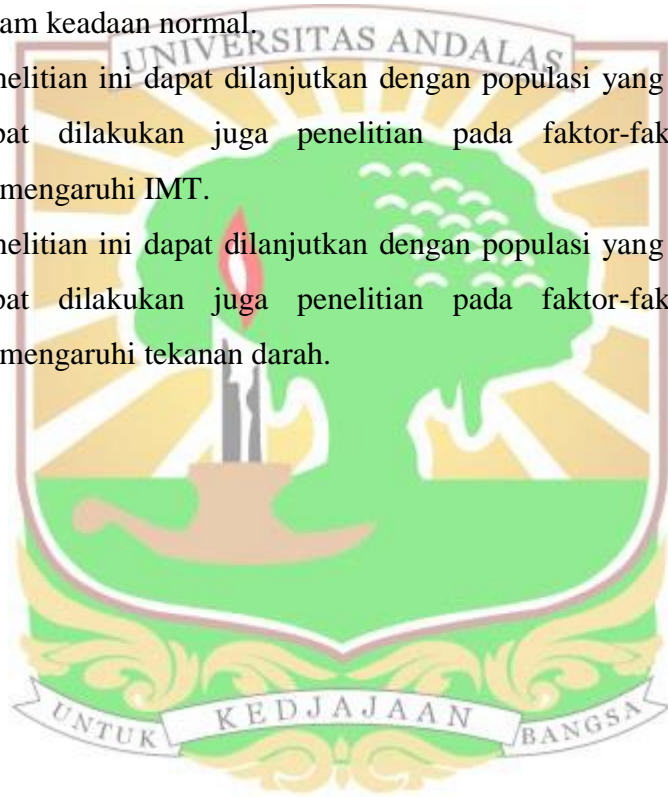 am keadaan normal.
UNIVERSITAS ANDALAS
nelitian ini dapat dilanjutkan dengan populasi yang
pat dilakukan juga penelitian pada faktor-fak
mengaruhi IMT.
nelitian ini dapat dilanjutkan dengan populasi yang
pat dilakukan juga penelitian pada faktor-fak
mengaruhi tekanan darah.
UNTUK KEDJAJAAN BANGSA